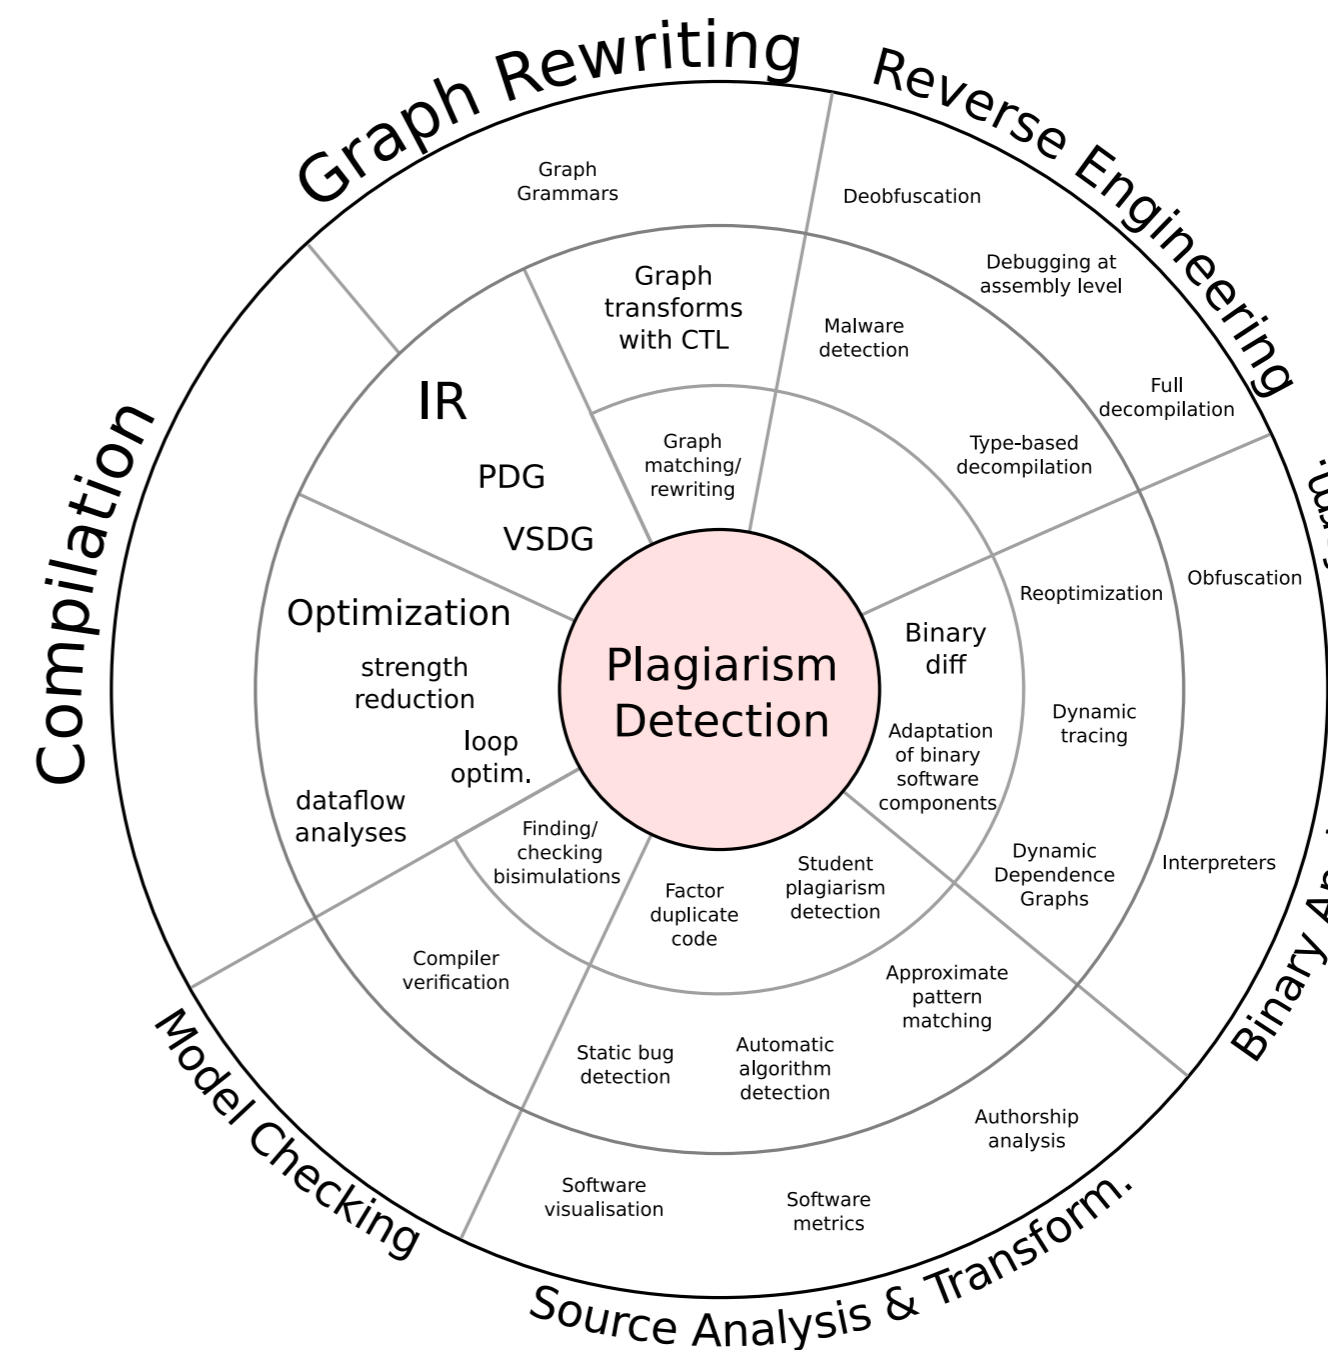 Graph Rewriting
Reverse Engineering
Compilation
Model Checking
Source Analysis & Transform.
Binary
Graph
Grammars
Deobfuscation
Debugging at
assembly level
Full
decompilation
Graph
transforms
with CTL
Malware
detection
Type-based
decompilation
IR
PDG
VSDG
Graph
matching/
rewriting
Optimization
strength
reduction
loop
optim.
dataflow
analyses
Plagiarism
Detection
Binary
diff
Adaptation
of binary
software
components
Reoptimization
Dynamic
tracing
Dynamic
Dependence
Graphs
Obfuscation
Interpreters
Finding/
checking
bisimulations
Compiler
verification
Factor
duplicate
code
Student
plagiarism
detection
Approximate
pattern
matching
Static bug
detection
Automatic
algorithm
detection
Authorship
analysis
Software
visualisation
Software
metrics